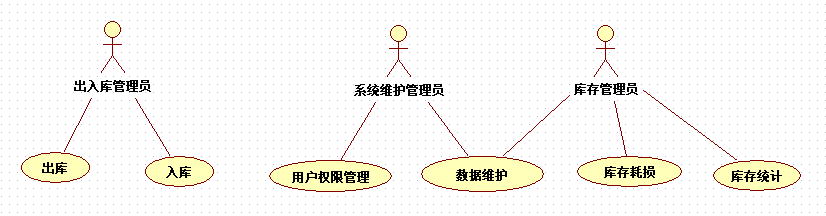 出入库管理员
系统维护管理员
库存管理员
出库
入库
用户权限管理
数据维护
库存耗损
库存统计